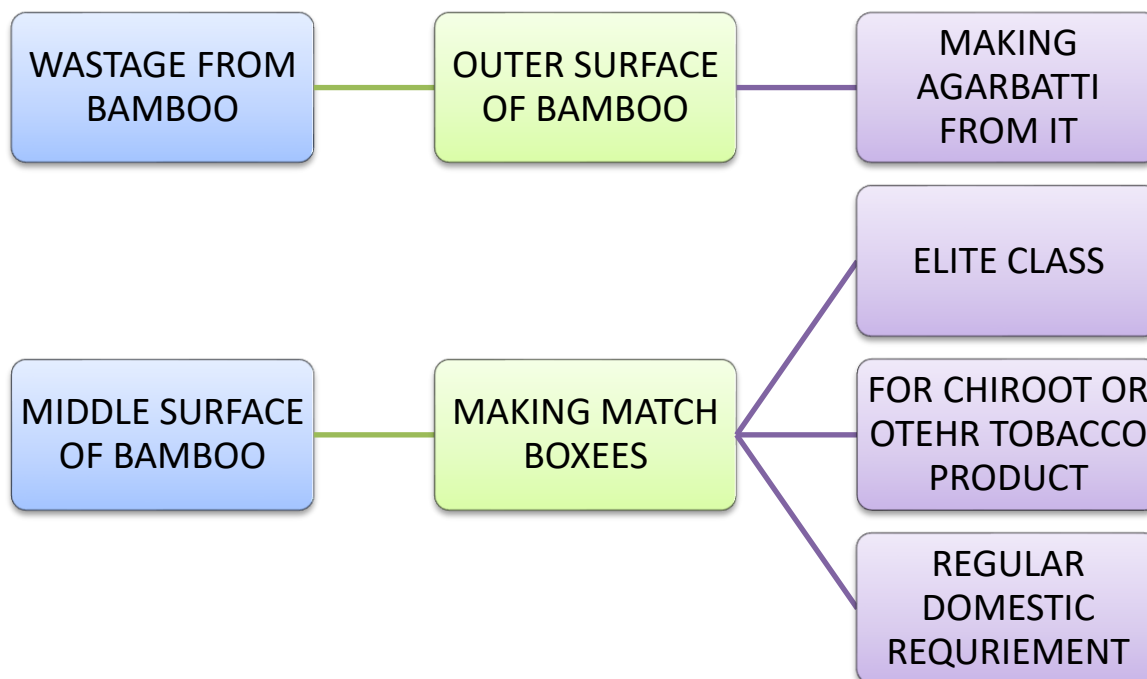 WASTAGE FROM
BAMBOO
OUTER SURFACE
OF BAMBOO
MAKING
AGARBATTI
FROM IT
MIDDLE SURFACE
OF BAMBOO
MAKING MATCH
BOXEES
ELITE CLASS
FOR CHIROOT OR
OTEHR TOBACCO
PRODUCT
REGULAR
DOMESTIC
REQURIEMENT